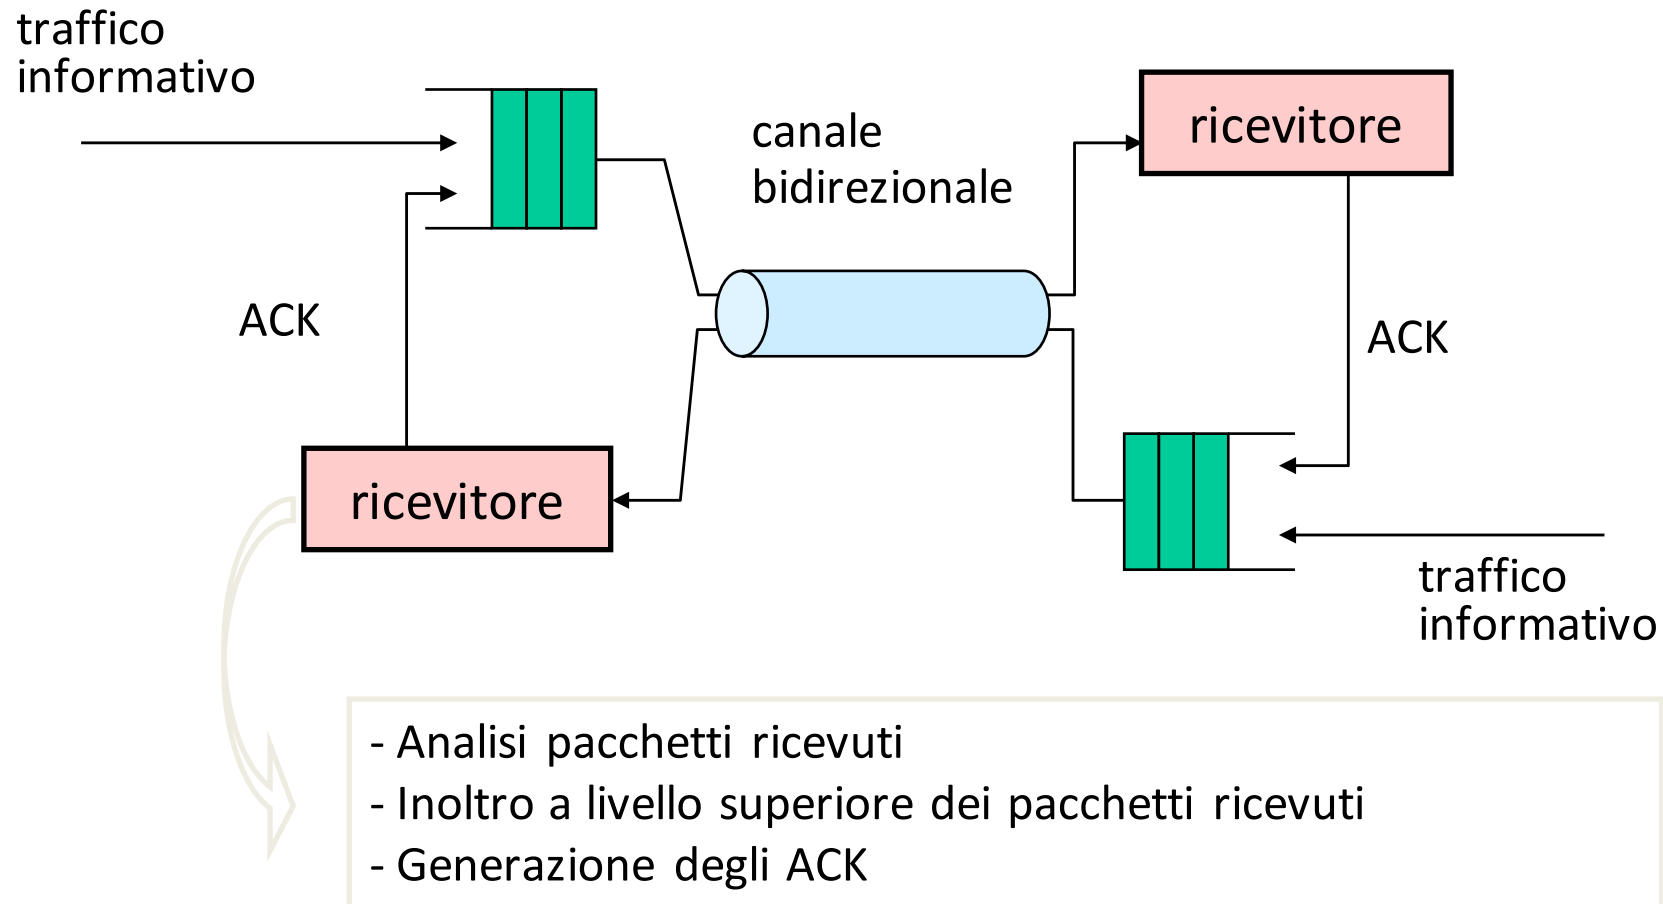 traffico
informativo
canale
bidirezionale
ricevitore
ACK
ACK
ricevitore
traffico
informativo
- Analisi pacchetti ricevuti
- Inoltro a livello superiore dei pacchetti ricevuti
- Generazione degli ACK